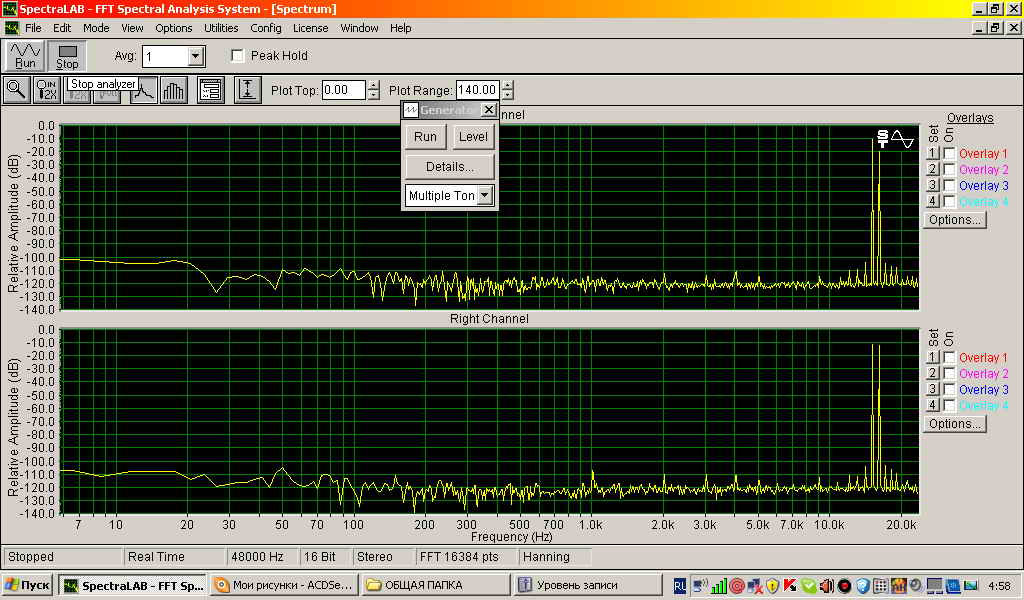 SpectraLAB - FFT Spectral Analysis System - [Spectrum]
File Edit Mode View Options Utilities Config License Window Help
Run Stop Avg: 1 Peak Hold
Stop analyzer Plot Top: 0.00 Plot Range: 140.00
Generator
Run Level
Details...
Multiple Ton
Overlays
Set On
1 Overlay 1
2 Overlay 2
3 Overlay 3
4 Overlay 4
Options...
Relative Amplitude (dB)
0.0
-10.0
-20.0
-30.0
-40.0
-50.0
-60.0
-70.0
-80.0
-90.0
-100.0
-110.0
-120.0
-130.0
-140.0
Right Channel
Relative Amplitude (dB)
0.0
-10.0
-20.0
-30.0
-40.0
-50.0
-60.0
-70.0
-80.0
-90.0
-100.0
-110.0
-120.0
-130.0
-140.0
Set On
1 Overlay 1
2 Overlay 2
3 Overlay 3
4 Overlay 4
Options...
7 10 20 30 50 70 100 200 300 500 700 1.0k 2.0k 3.0k 5.0k 7.0k 10.0k 20.0k
Frequency (Hz)
Stopped Real Time 48000 Hz 16 Bit Stereo FFT 16384 pts Hanning
Пуск SpectraLAB - FFT Sp... Мои рисунки - ACDSe... ОБЩАЯ ПАПКА Уровень записи RU 4:58